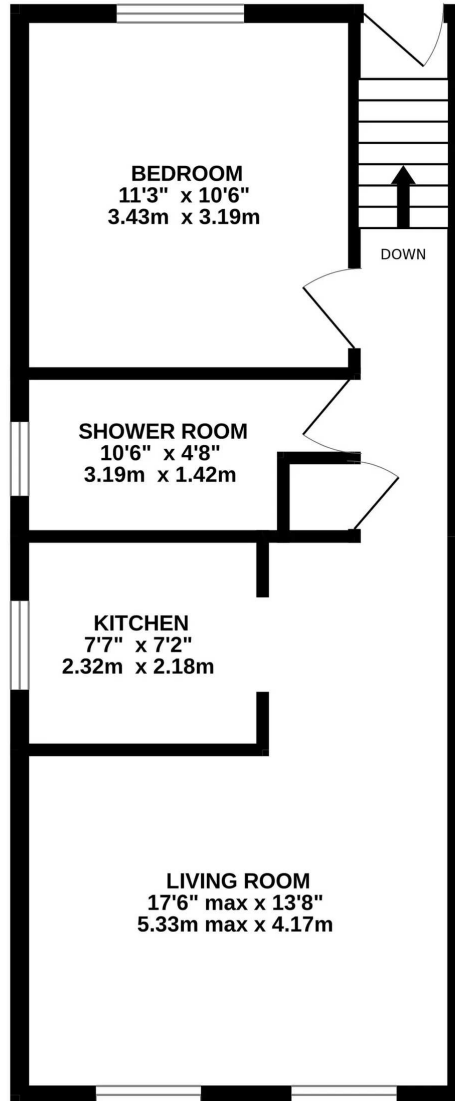 BEDROOM
11'3" x 10'6"
3.43m x 3.19m
DOWN
SHOWER ROOM
10'6" x 4'8"
3.19m x 1.42m
KITCHEN
7'7" x 7'2"
2.32m x 2.18m
LIVING ROOM
17'6" max x 13'8"
5.33m max x 4.17m